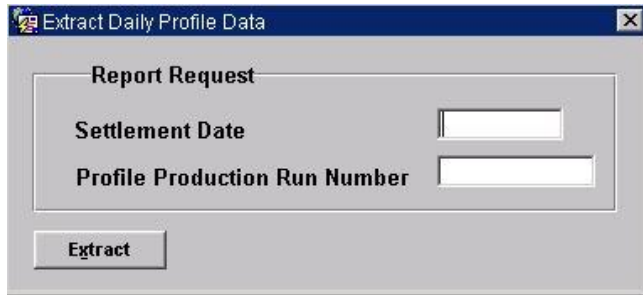 Extract Daily Profile Data
Report Request
Settlement Date
Profile Production Run Number
Extract